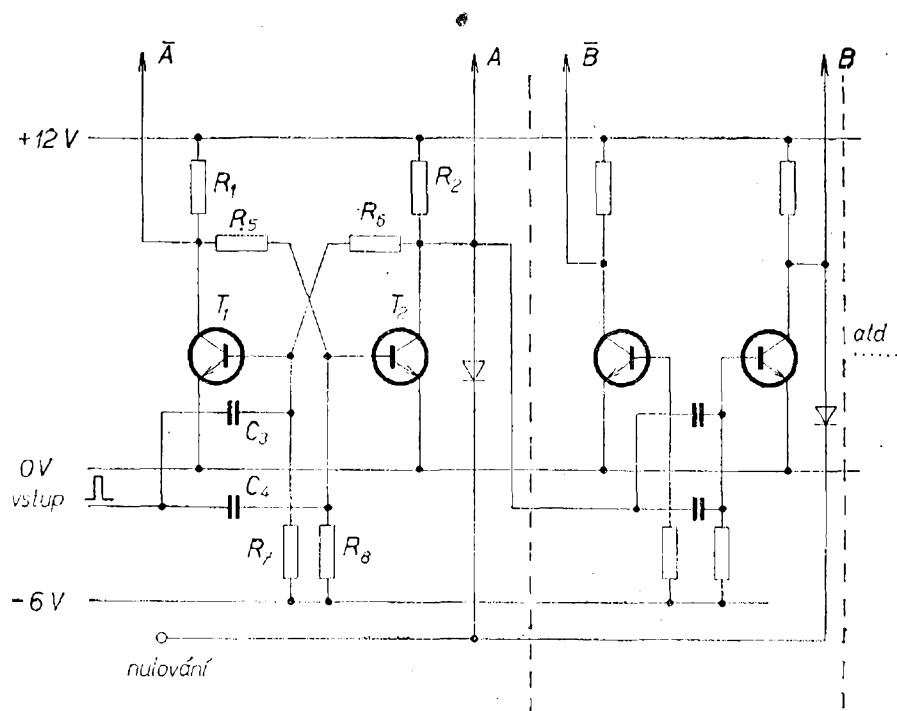 Ā A B̄ B
+12 V
R1 R2
R5 R6
T1 T2
atd .....
C3
0V
vstup C4
R7 R8
-6 V
nulování